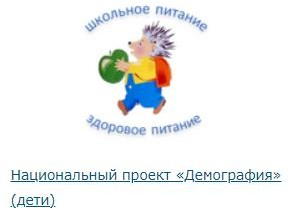 школьное питание
здоровое питание
Национальный проект «Демография»
(дети)